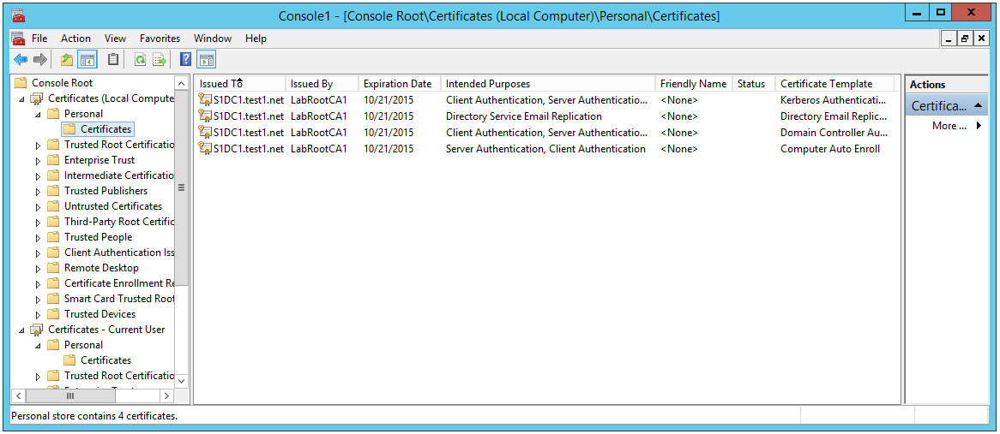 Console1 - [Console Root\Certificates (Local Computer)\Personal\Certificates]
File Action View Favorites Window Help
Console Root
Certificates (Local Compute
Personal
Certificates
Trusted Root Certificatio
Enterprise Trust
Intermediate Certification
Trusted Publishers
Untrusted Certificates
Third-Party Root Certific
Trusted People
Client Authentication Iss
Remote Desktop
Certificate Enrollment Re
Smart Card Trusted Root
Trusted Devices
Certificates - Current User
Personal
Certificates
Trusted Root Certificatio
Issued To Issued By Expiration Date Intended Purposes Friendly Name Status Certificate Template
S1DC1.test1.net LabRootCA1 10/21/2015 Client Authentication, Server Authenticatio... <None> Kerberos Authenticati...
S1DC1.test1.net LabRootCA1 10/21/2015 Directory Service Email Replication <None> Directory Email Replic...
S1DC1.test1.net LabRootCA1 10/21/2015 Client Authentication, Server Authenticatio... <None> Domain Controller Au...
S1DC1.test1.net LabRootCA1 10/21/2015 Server Authentication, Client Authentication <None> Computer Auto Enroll
Actions
Certifica...
More ...
Personal store contains 4 certificates.